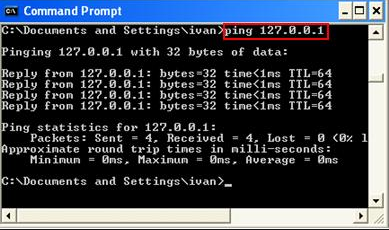 Command Prompt
C:\Documents and Settings\ivan>ping 127.0.0.1
Pinging 127.0.0.1 with 32 bytes of data:
Reply from 127.0.0.1: bytes=32 time<1ms TTL=64
Reply from 127.0.0.1: bytes=32 time<1ms TTL=64
Reply from 127.0.0.1: bytes=32 time<1ms TTL=64
Reply from 127.0.0.1: bytes=32 time<1ms TTL=64
Ping statistics for 127.0.0.1:
Packets: Sent = 4, Received = 4, Lost = 0 (0% l
Approximate round trip times in milli-seconds:
Minimum = 0ms, Maximum = 0ms, Average = 0ms
C:\Documents and Settings\ivan>_